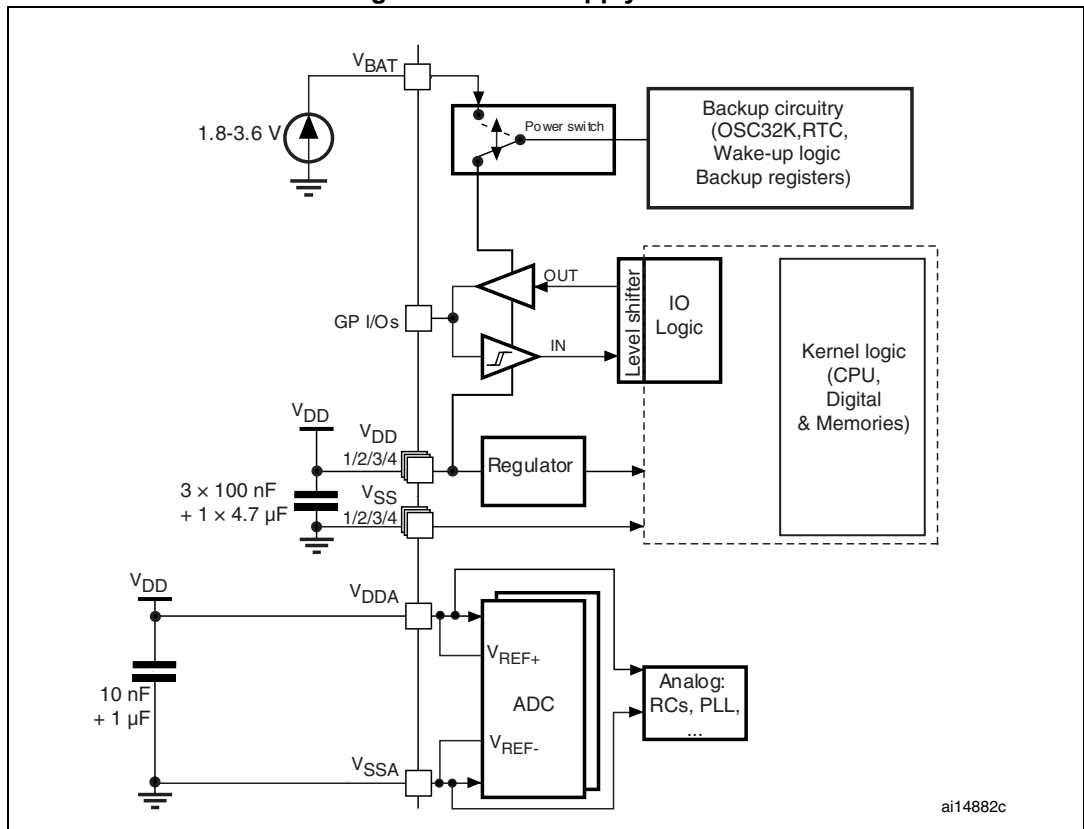 VBAT
1.8-3.6 V
Power switch
Backup circuitry
(OSC32K,RTC,
Wake-up logic
Backup registers)
OUT
GP I/Os
IN
Level shifter
IO
Logic
Kernel logic
(CPU,
Digital
& Memories)
VDD
VDD
1/2/3/4
Regulator
3 × 100 nF
+ 1 × 4.7 µF
VSS
1/2/3/4
VDD
VDDA
VREF+
ADC
Analog:
RCs, PLL,
...
10 nF
+ 1 µF
VREF-
VSSA
ai14882c